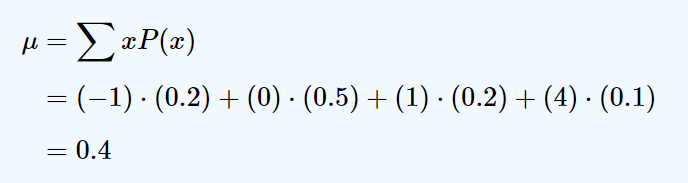 μ = ∑ xP(x)
= (−1) · (0.2) + (0) · (0.5) + (1) · (0.2) + (4) · (0.1)
= 0.4